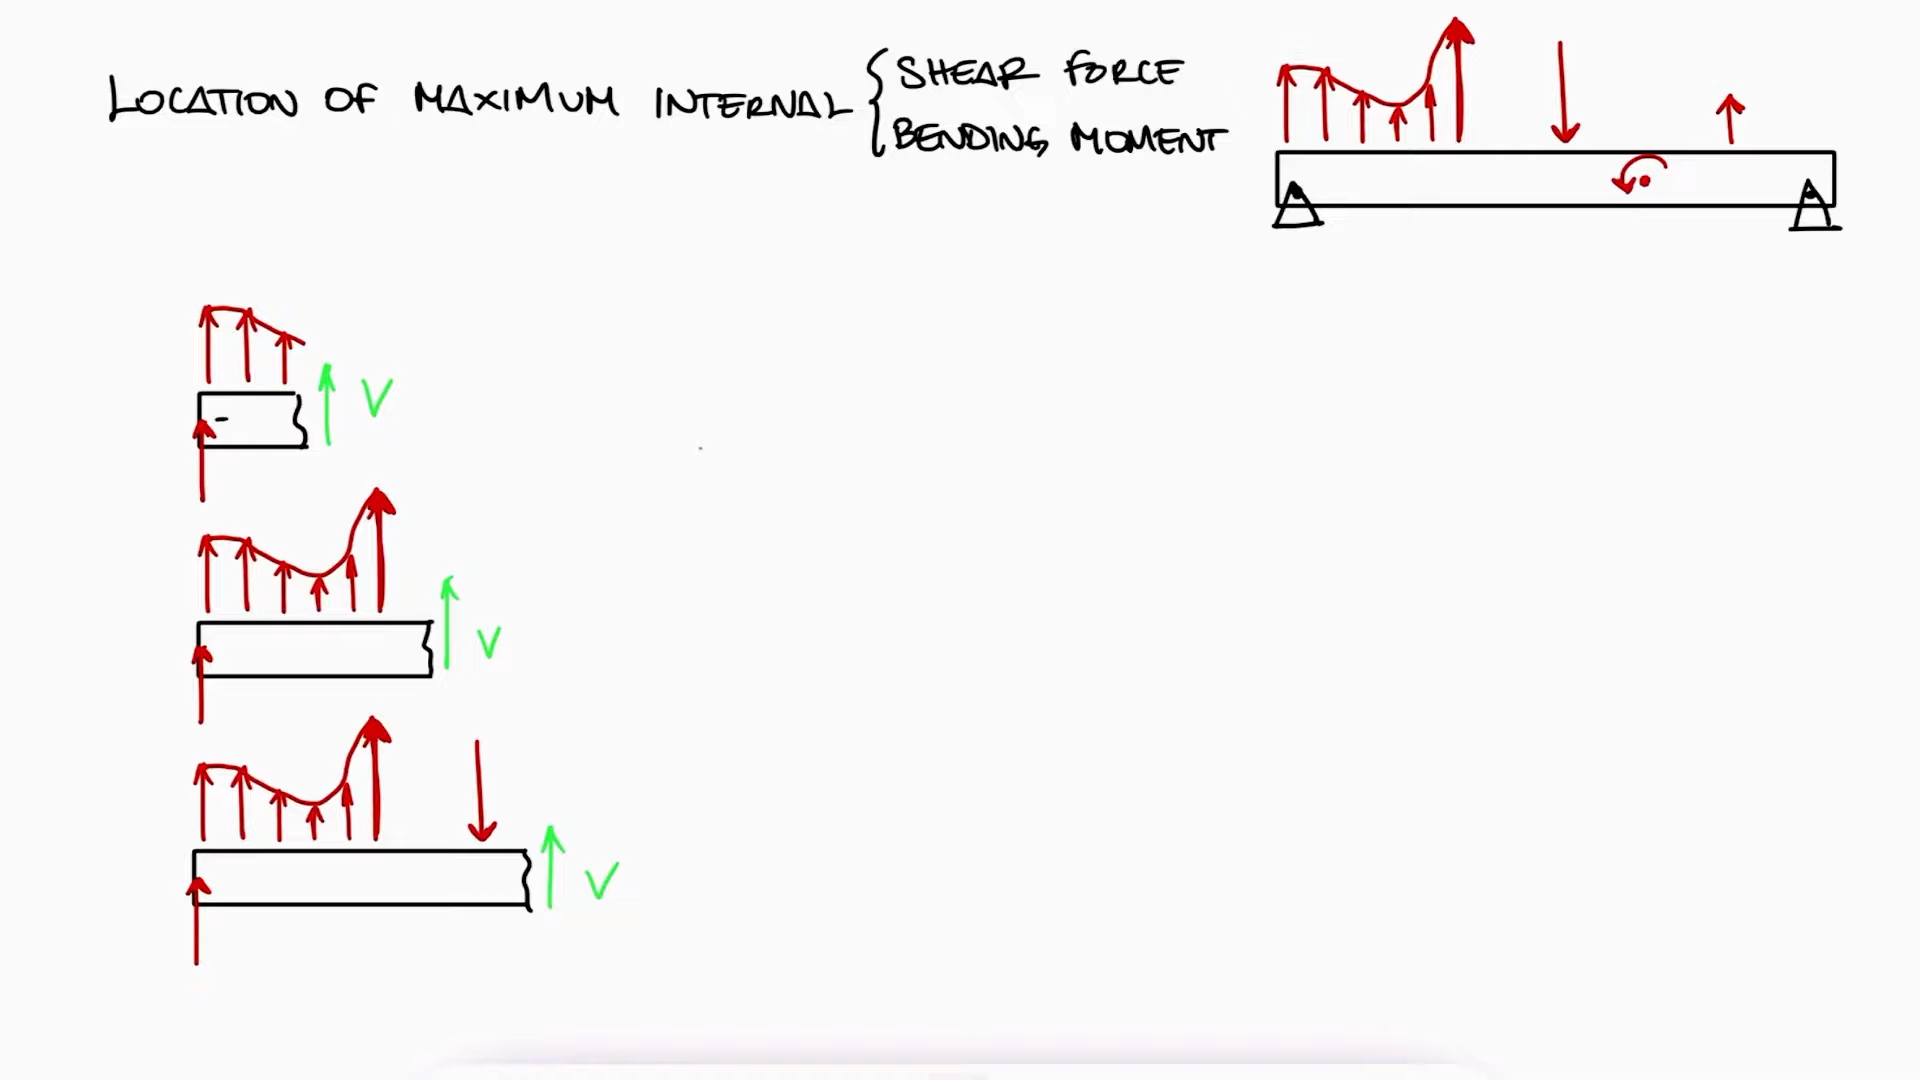 LOCATION OF MAXIMUM INTERNAL
SHEAR FORCE
BENDING MOMENT
V
V
V